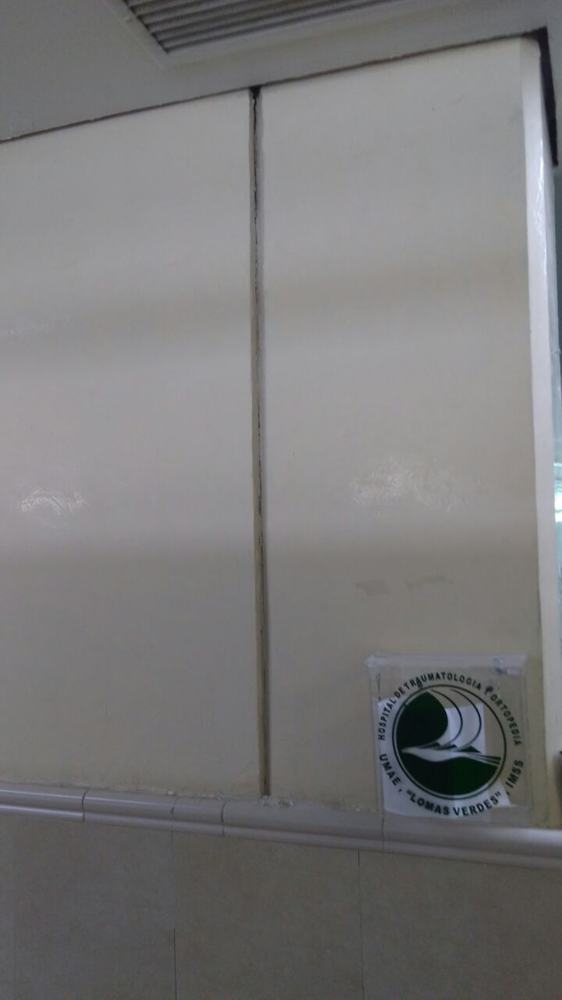 HOSPITAL DE TRAUMATOLOGIA Y ORTOPEDIA
UMAE, "LOMAS VERDES", IMSS